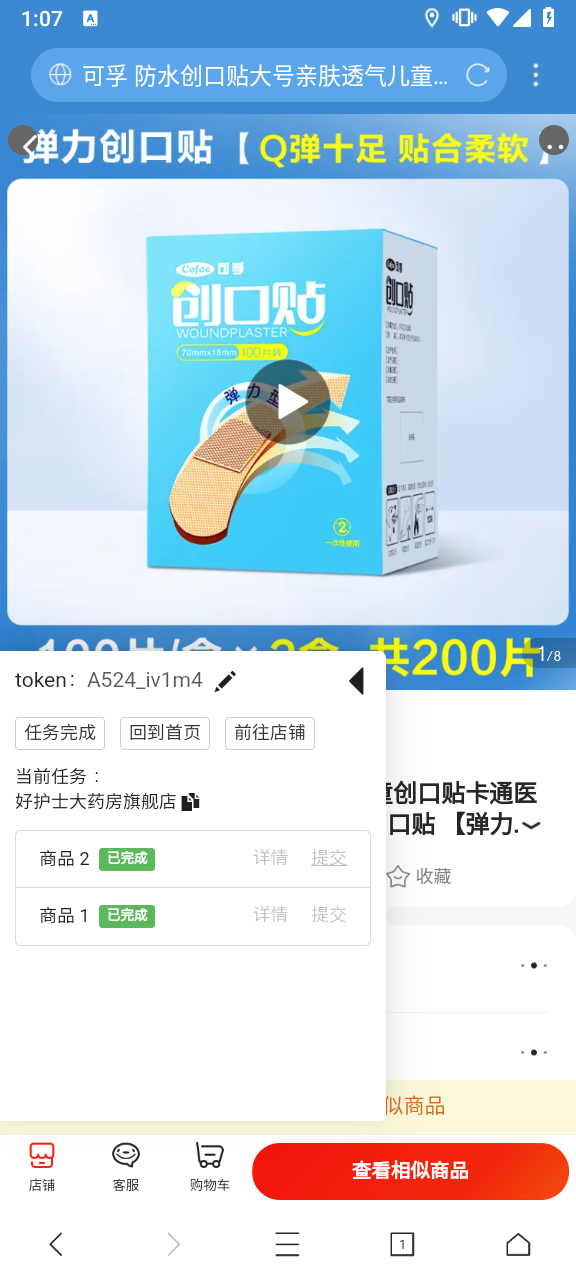 1:07
A
可孚 防水创口贴大号亲肤透气儿童...
弹力创口贴【Q弹十足 贴合柔软】
Cofoe 可孚
创口贴
WOUNDPLASTER
70mmx18mm 100片装
弹力型
2
一次性使用
100片/盒×2盒 共200片
1/8
token: A524_iv1m4
任务完成 回到首页 前往店铺
当前任务：
好护士大药房旗舰店
商品 2 已完成 详情 提交
商品 1 已完成 详情 提交
童创口贴卡通医
口贴 【弹力.
收藏
似商品
店铺 客服 购物车 查看相似商品
1